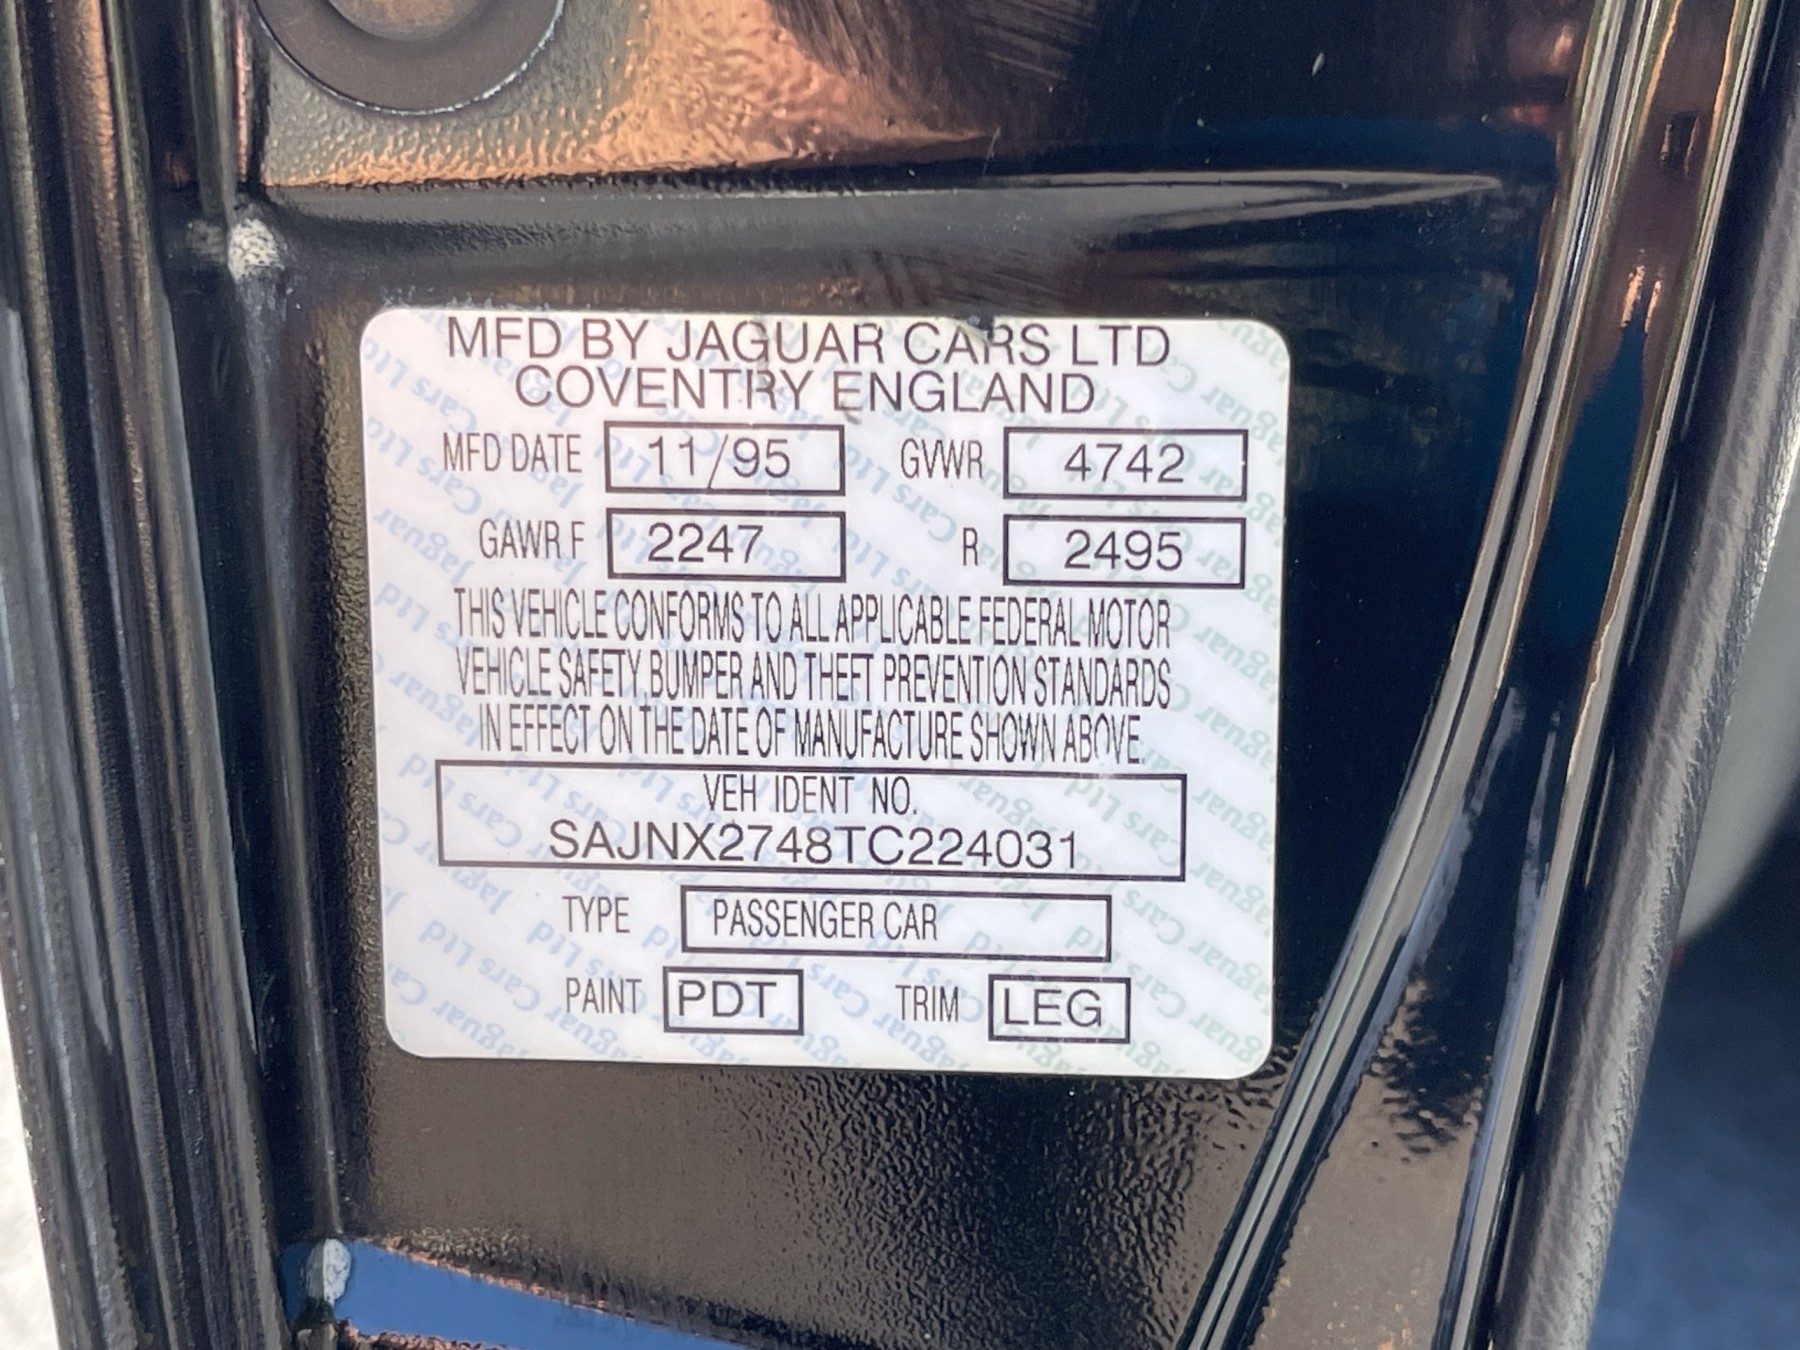 MFD BY JAGUAR CARS LTD
COVENTRY ENGLAND
MFD DATE 11/95 GVWR 4742
GAWR F 2247 R 2495
THIS VEHICLE CONFORMS TO ALL APPLICABLE FEDERAL MOTOR
VEHICLE SAFETY, BUMPER AND THEFT PREVENTION STANDARDS
IN EFFECT ON THE DATE OF MANUFACTURE SHOWN ABOVE.
VEH IDENT NO.
SAJNX2748TC224031
TYPE PASSENGER CAR
PAINT PDT TRIM LEG